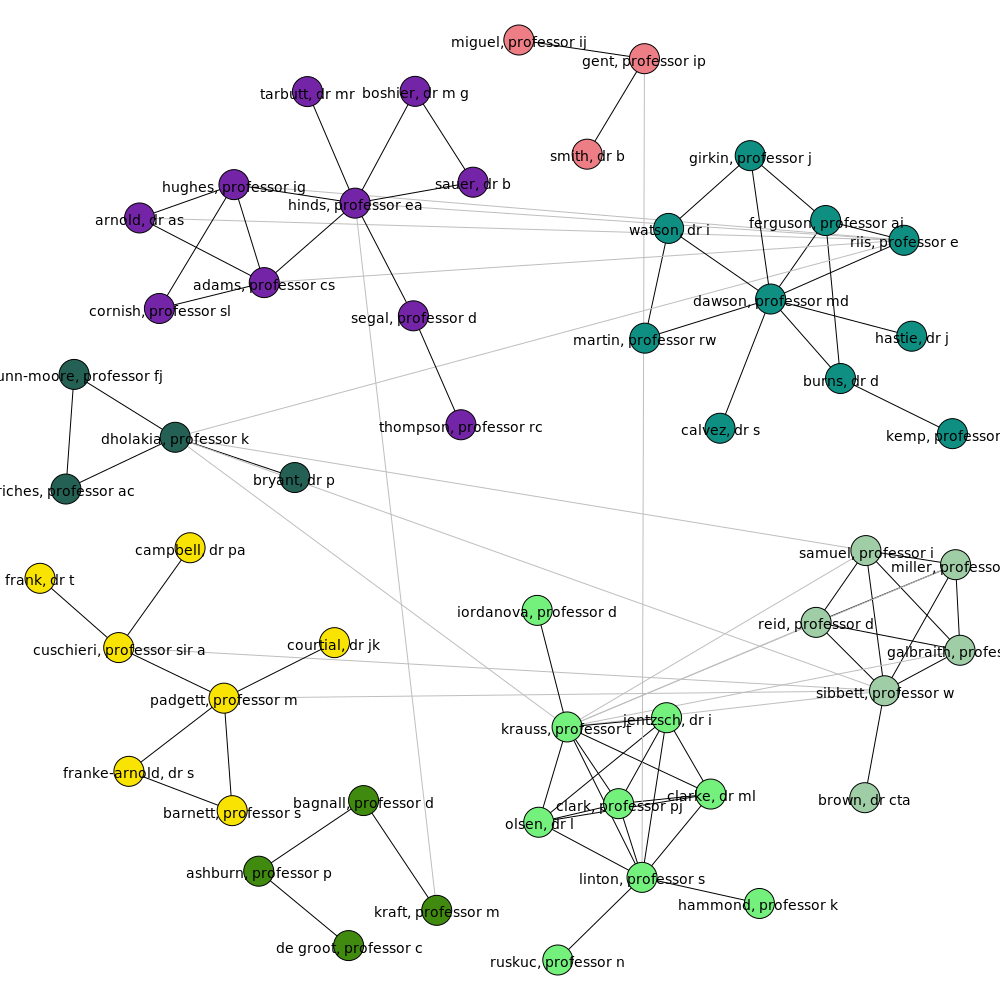 miguel, professor ij
gent, professor ip
tarbutt, dr mr
boshier, dr m g
smith, dr b
girkin, professor j
hughes, professor ig
sauer, dr b
hinds, professor ea
arnold, dr as
watson, dr i
ferguson, professor ai
riis, professor e
adams, professor cs
dawson, professor md
cornish, professor sl
segal, professor d
martin, professor rw
hastie, dr j
unn-moore, professor fj
burns, dr d
thompson, professor rc
calvez, dr s
kemp, professor
dholakia, professor k
bryant, dr p
riches, professor ac
campbell, dr pa
samuel, professor i
miller, professo
frank, dr t
iordanova, professor d
reid, professor d
cuschieri, professor sir a
courtial, dr jk
galbraith, profes
padgett, professor m
sibbett, professor w
krauss, professor t
jentzsch, dr i
franke-arnold, dr s
bagnall, professor d
clarke, dr ml
brown, dr cta
barnett, professor s
clark, professor pj
olsen, dr l
ashburn, professor p
linton, professor s
kraft, professor m
hammond, professor k
de groot, professor c
ruskuc, professor n